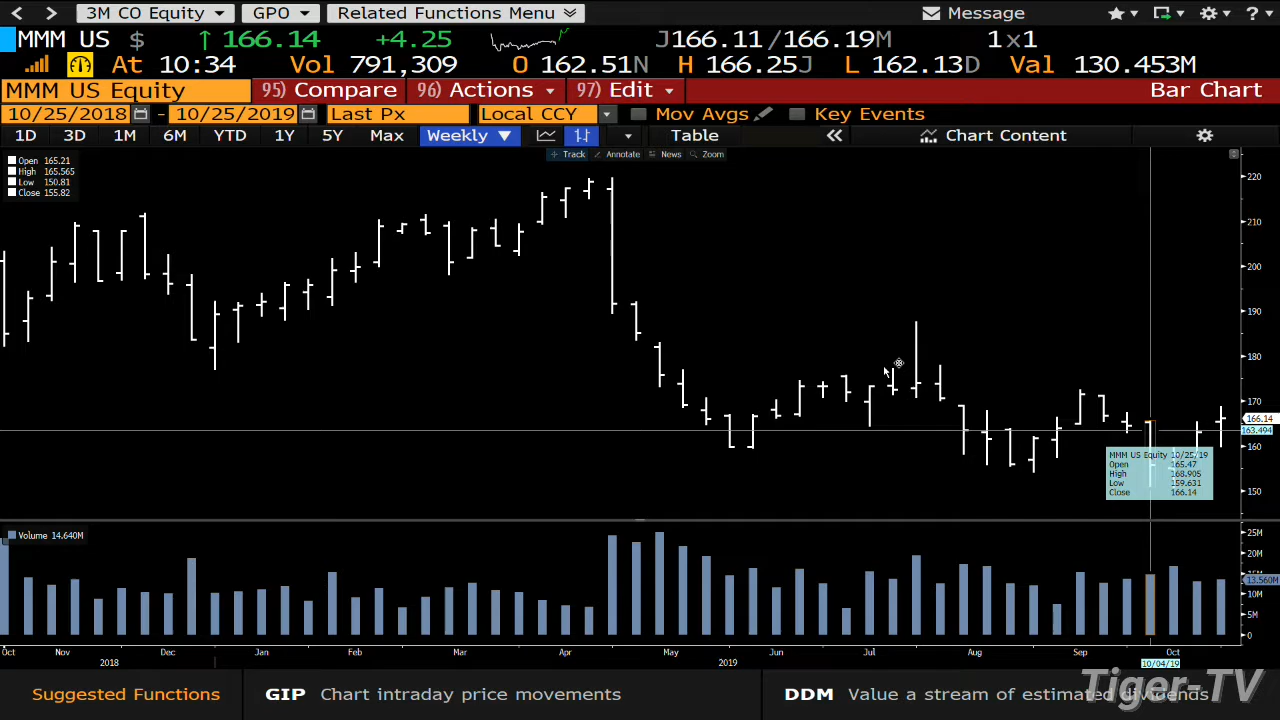 3M CO Equity GPO Related Functions Menu Message
MMM US $ ↑ 166.14 +4.25 J166.11/166.19M 1x1
At 10:34 Vol 791,309 O 162.51N H 166.25J L 162.13D Val 130.453M
MMM US Equity 95) Compare 96) Actions 97) Edit Bar Chart
10/25/2018 - 10/25/2019 Last Px Local CCY Mov Avgs Key Events
1D 3D 1M 6M YTD 1Y 5Y Max Weekly ▼ Table « Chart Content
Track Annotate News Zoom
Open 165.21
High 165.565
Low 150.81
Close 155.82
220
210
200
190
180
170
166.14
163.494
160
150
MMM US Equity 10/25/19
Open 165.47
High 168.905
Low 159.631
Close 166.14
Volume 14.640M
25M
20M
15M
13.560M
10M
5M
0
Oct Nov Dec Jan Feb Mar Apr May Jun Jul Aug Sep Oct
2018 2019 10/04/19
Suggested Functions GIP Chart intraday price movements DDM Value a stream of estimated dividends
Tiger-TV